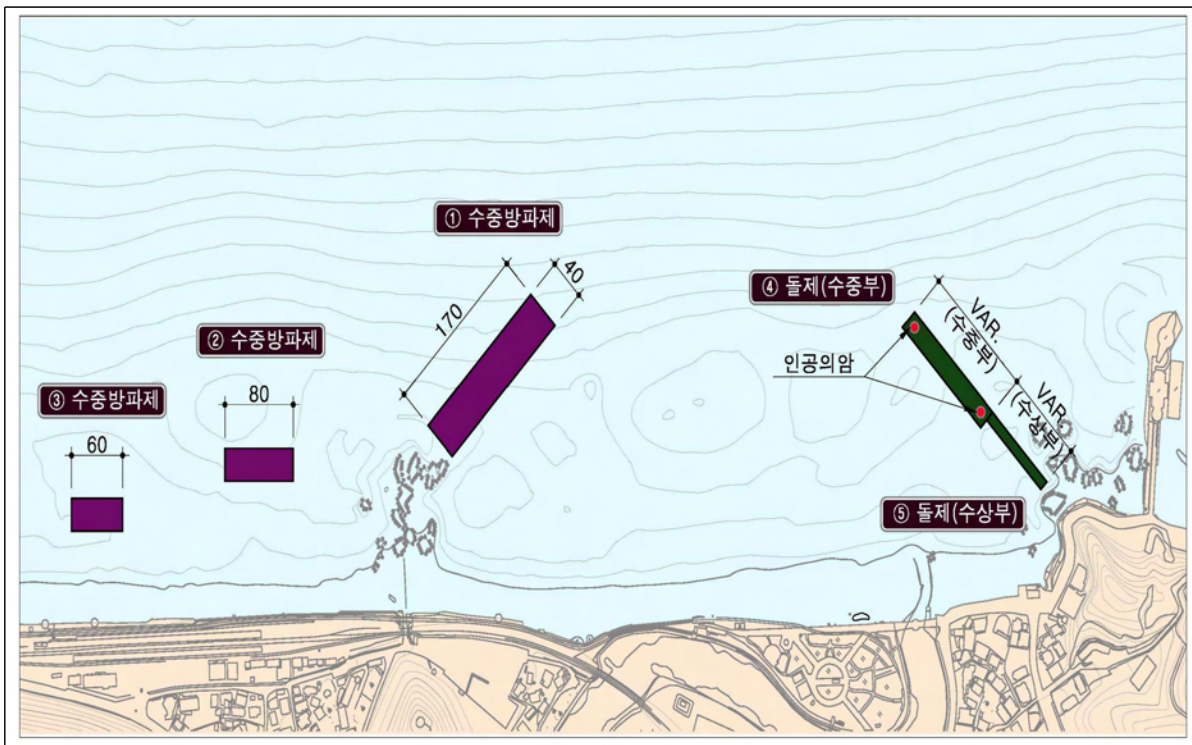 ① 수중방파제
40
170
④ 돌제(수중부)
VAR.
(수중부)
② 수중방파제
인공의암
80
③ 수중방파제
VAR.
(수상부)
60
⑤ 돌제(수상부)